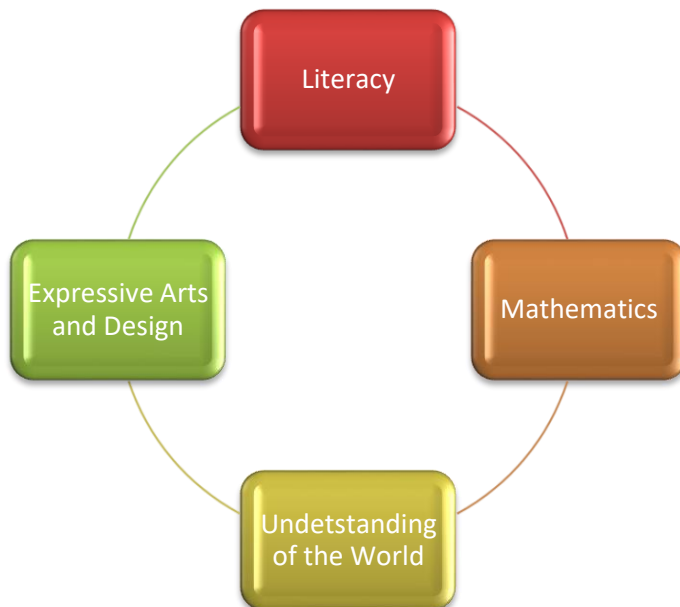 Literacy
Expressive Arts
and Design
Mathematics
Undetstanding
of the World